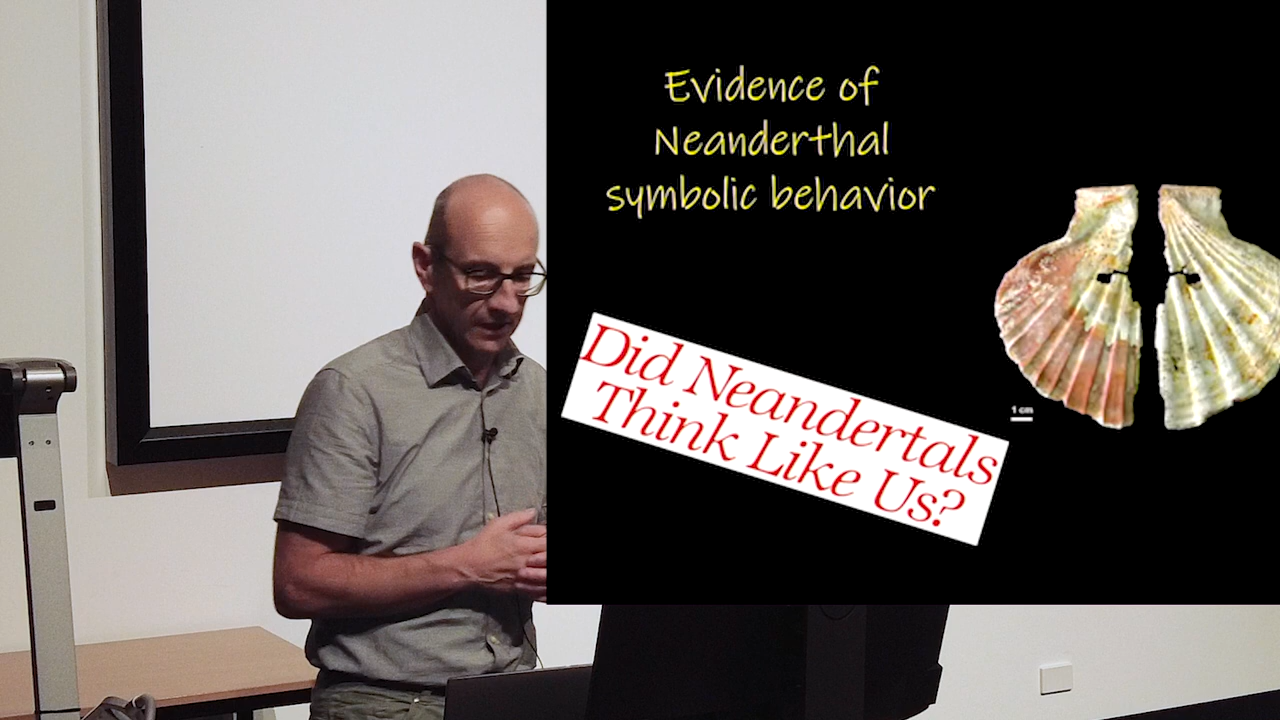 Evidence of
Neanderthal
symbolic behavior
Did Neandertals
Think Like Us?
1 cm